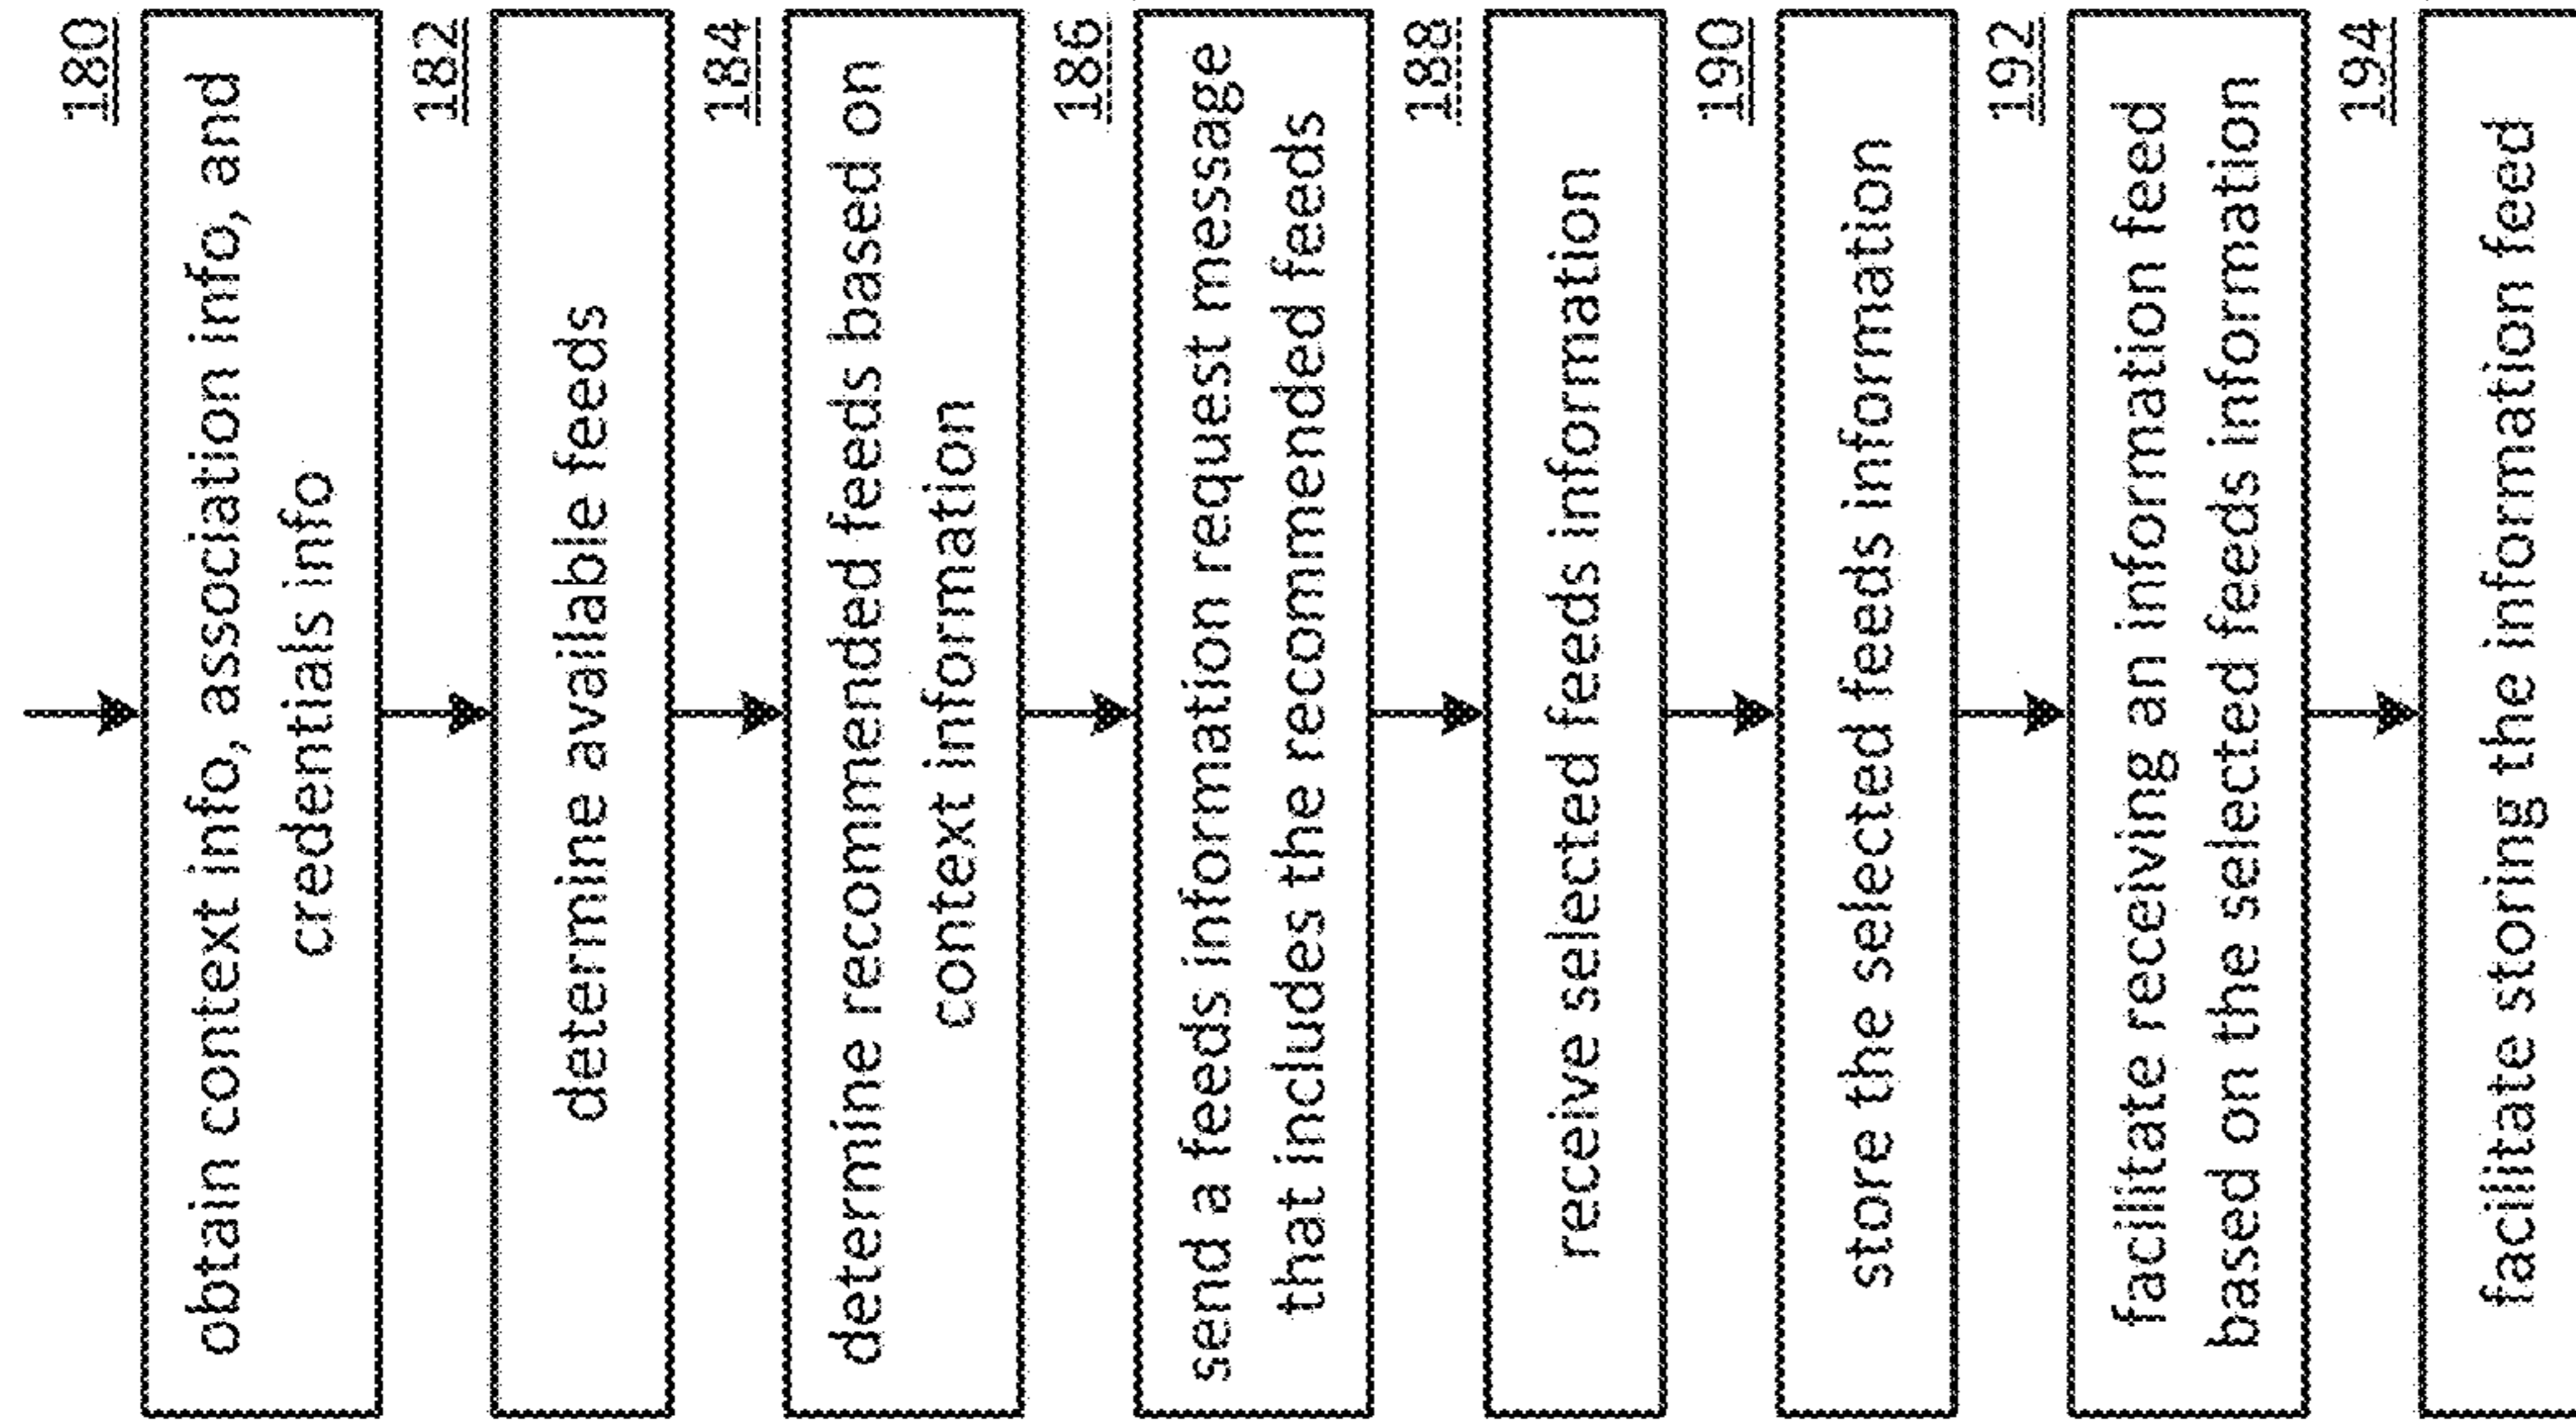 180
obtain context info, association info, and
credentials info
182
determine available feeds
184
determine recommended feeds based on
context information
186
send a feeds information request message
that includes the recommended feeds
188
receive selected feeds information
190
store the selected feeds information
192
facilitate receiving an information feed
based on the selected feeds information
194
facilitate storing the information feed